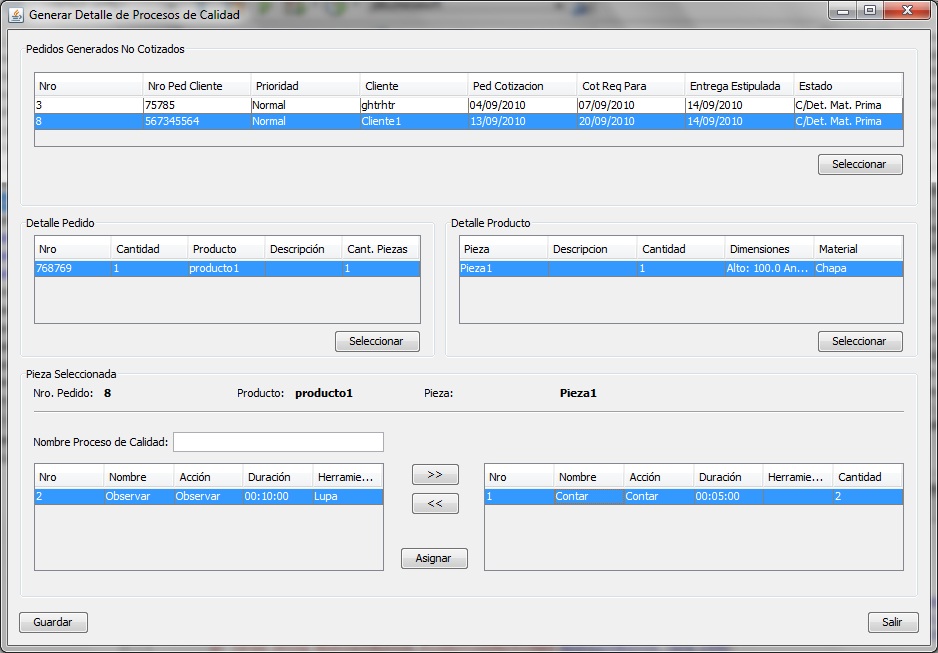 Generar Detalle de Procesos de Calidad
Pedidos Generados No Cotizados
Nro Nro Ped Cliente Prioridad Cliente Ped Cotizacion Cot Req Para Entrega Estipulada Estado
3 75785 Normal ghtrhtr 04/09/2010 07/09/2010 14/09/2010 C/Det. Mat. Prima
8 567345564 Normal Cliente1 13/09/2010 20/09/2010 14/09/2010 C/Det. Mat. Prima
Seleccionar
Detalle Pedido
Nro Cantidad Producto Descripción Cant. Piezas
768769 1 producto1 1
Seleccionar
Detalle Producto
Pieza Descripcion Cantidad Dimensiones Material
Pieza1 1 Alto: 100.0 An... Chapa
Seleccionar
Pieza Seleccionada
Nro. Pedido: 8 Producto: producto1 Pieza: Pieza1
Nombre Proceso de Calidad:
Nro Nombre Acción Duración Herramie...
2 Observar Observar 00:10:00 Lupa
>>
<<
Asignar
Nro Nombre Acción Duración Herramie... Cantidad
1 Contar Contar 00:05:00 2
Guardar Salir